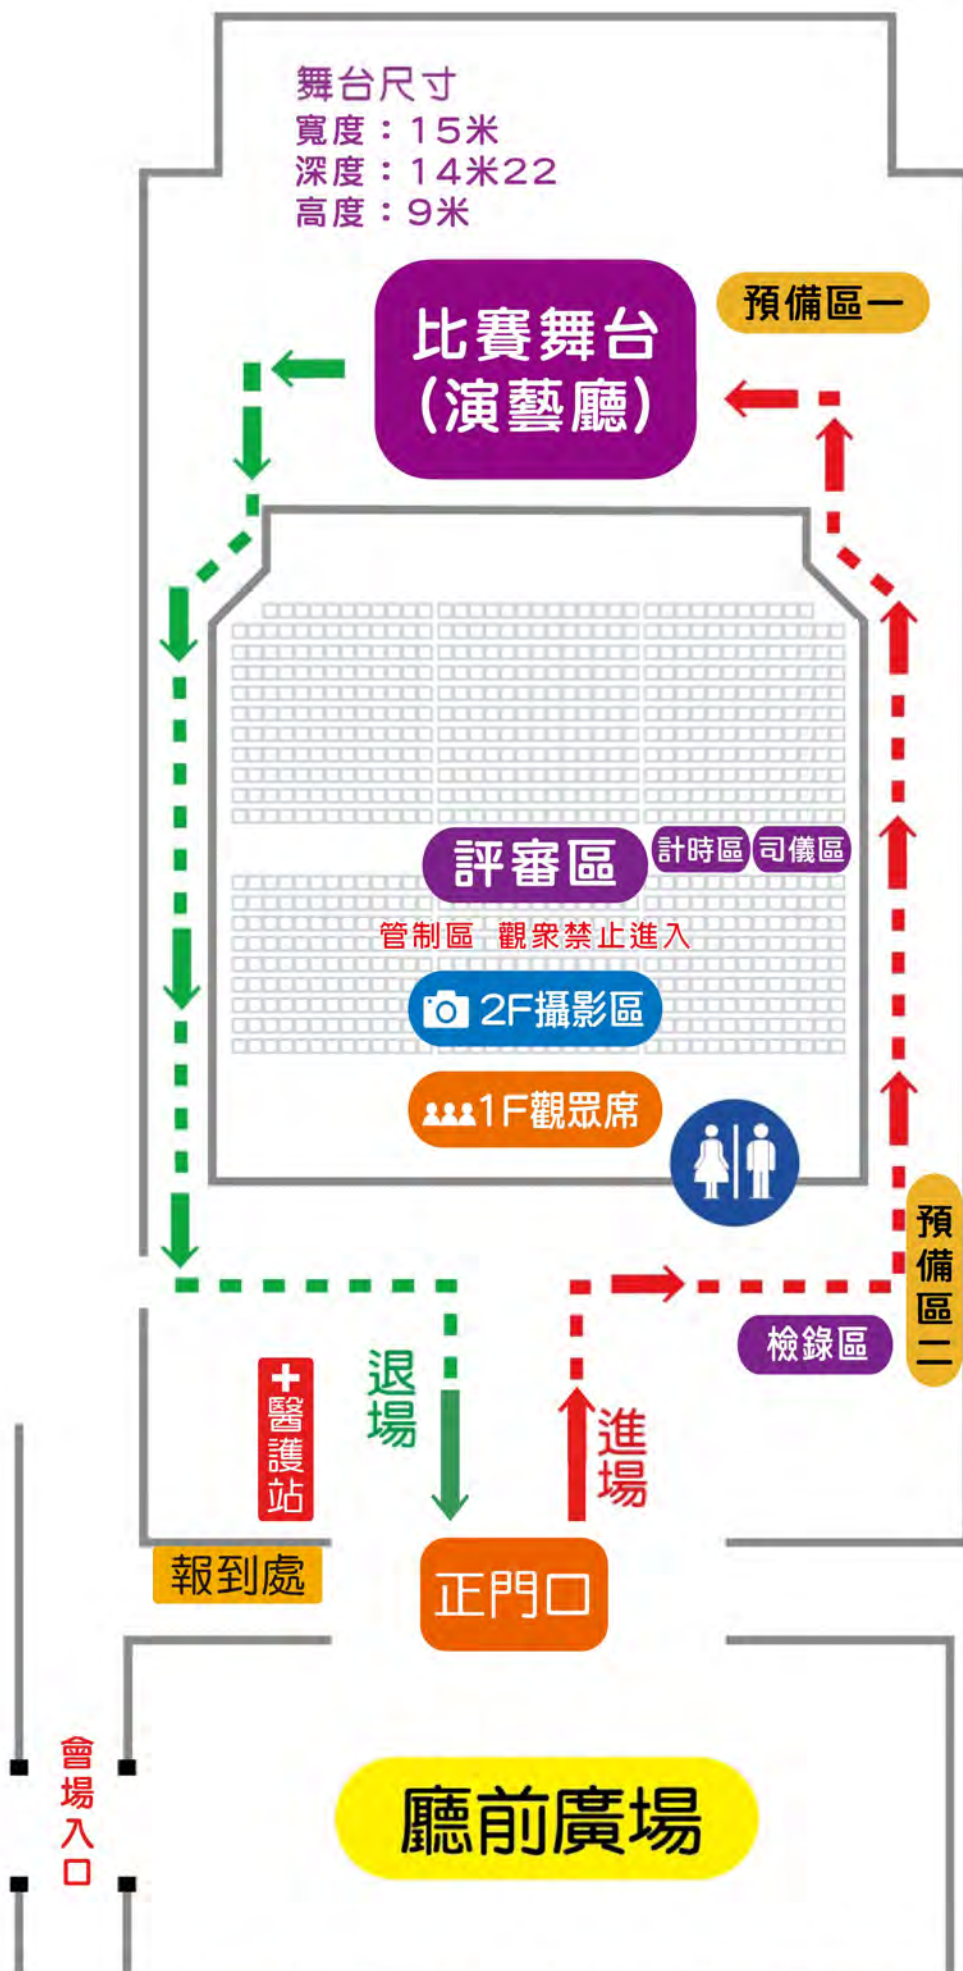 舞台尺寸
寬度：15米
深度：14米22
高度：9米
比賽舞台
(演藝廳)
預備區一
評審區
計時區
司儀區
管制區 觀衆禁止進入
2F攝影區
1F觀眾席
預備區二
檢錄區
退場
進場
醫護站
報到處
正門口
會場入口
廳前廣場